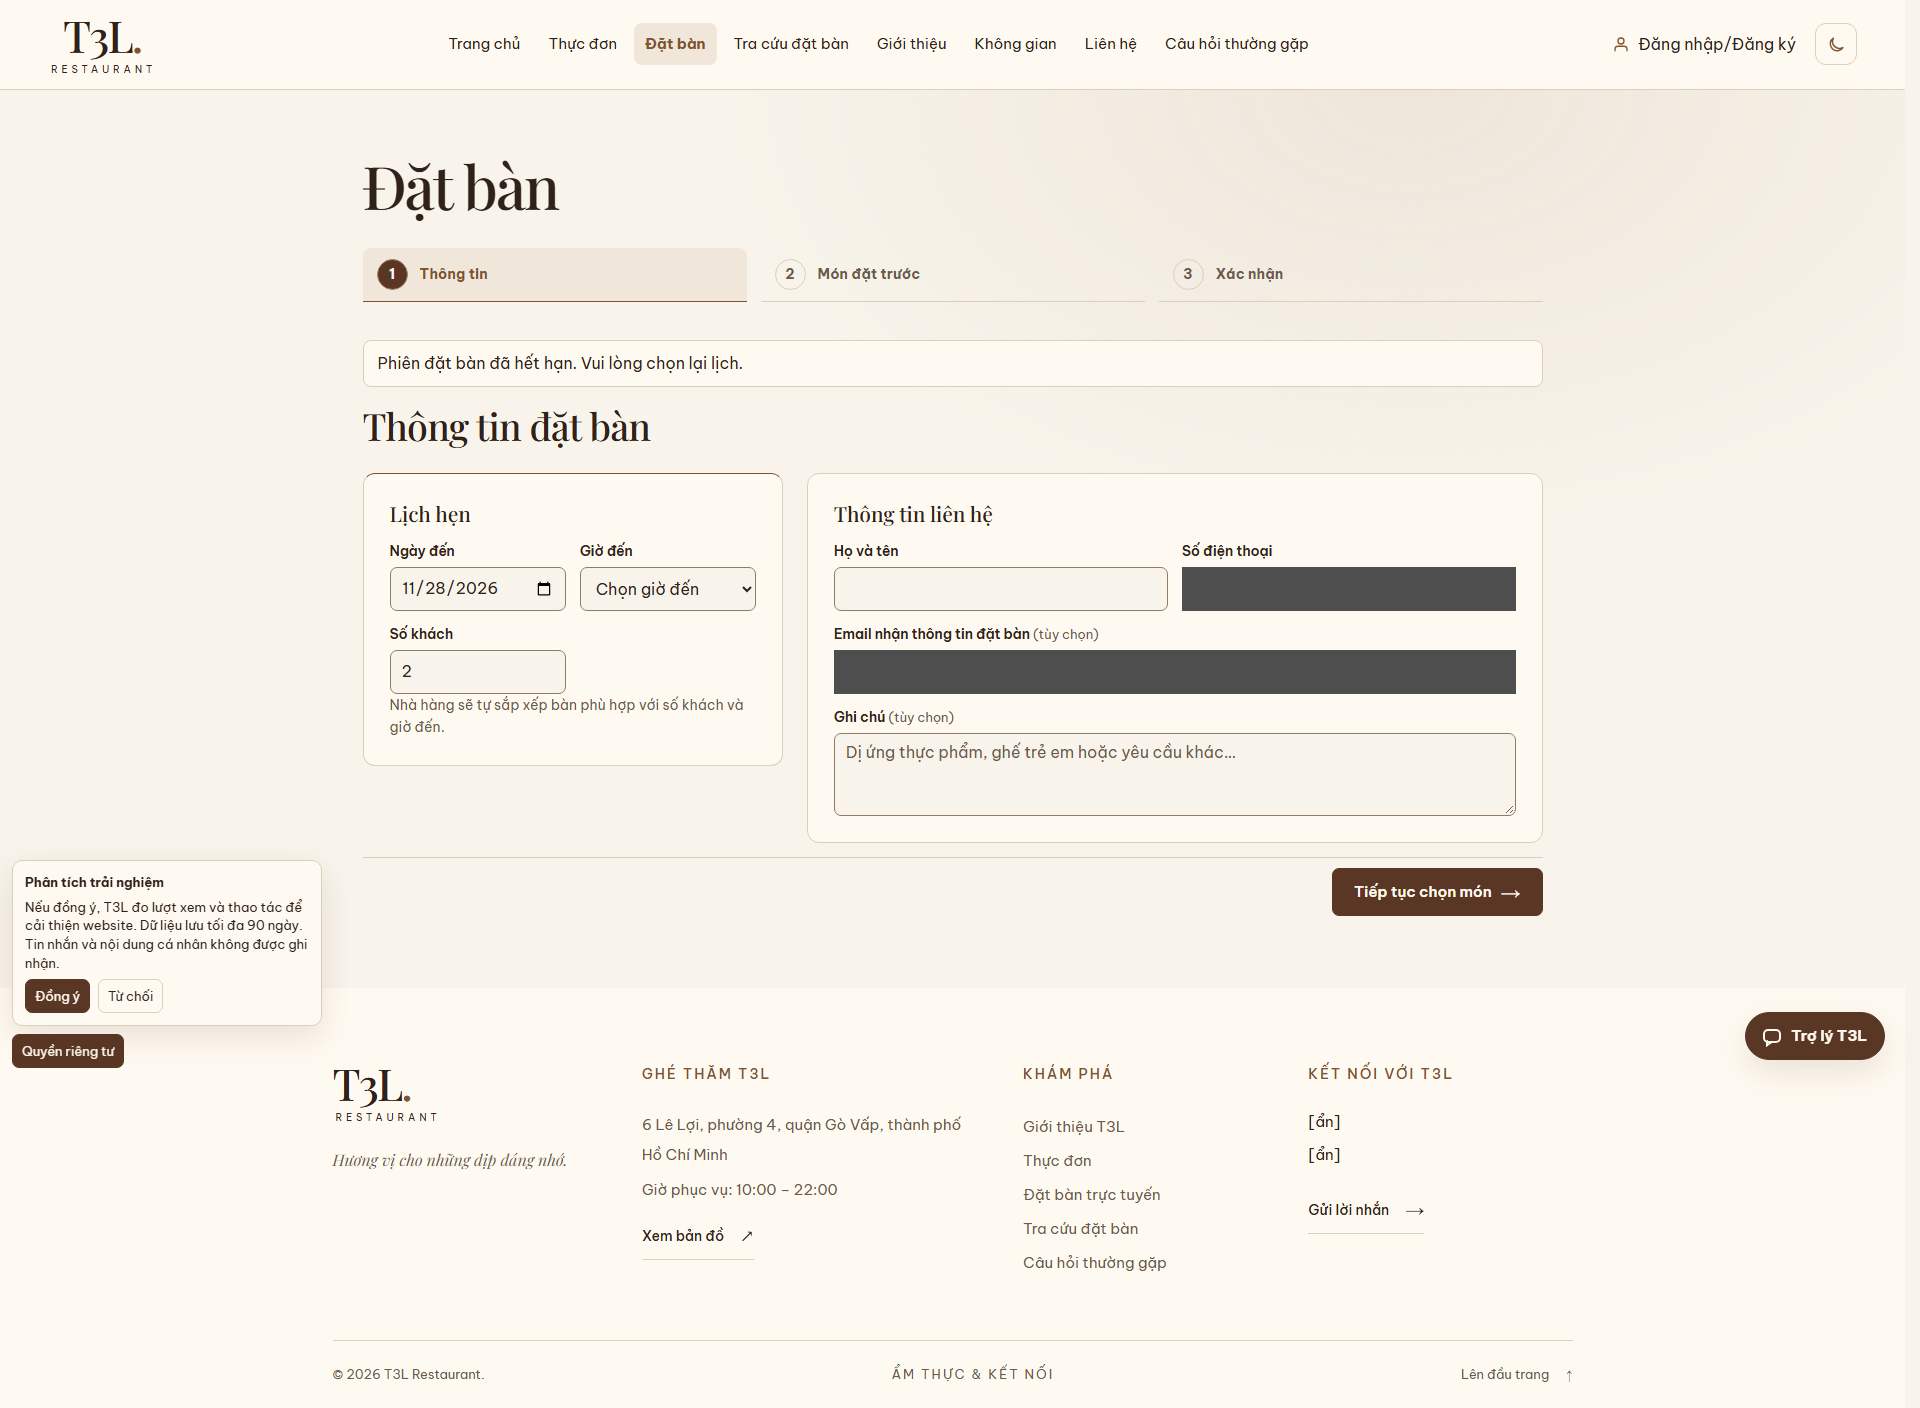 T3L.
RESTAURANT
Trang chủ
Thực đơn
Đặt bàn
Tra cứu đặt bàn
Giới thiệu
Không gian
Liên hệ
Câu hỏi thường gặp
Đăng nhập/Đăng ký
Đặt bàn
1 Thông tin
2 Món đặt trước
3 Xác nhận
Phiên đặt bàn đã hết hạn. Vui lòng chọn lại lịch.
Thông tin đặt bàn
Lịch hẹn
Ngày đến
Giờ đến
11/28/2026
Chọn giờ đến
Số khách
2
Nhà hàng sẽ tự sắp xếp bàn phù hợp với số khách và
giờ đến.
Thông tin liên hệ
Họ và tên
Số điện thoại
Email nhận thông tin đặt bàn (tùy chọn)
Ghi chú (tùy chọn)
Dị ứng thực phẩm, ghế trẻ em hoặc yêu cầu khác...
Tiếp tục chọn món →
Phân tích trải nghiệm
Nếu đồng ý, T3L đo lượt xem và thao tác để
cải thiện website. Dữ liệu lưu tối đa 90 ngày.
Tin nhắn và nội dung cá nhân không được ghi
nhận.
Đồng ý
Từ chối
Quyền riêng tư
Trợ lý T3L
T3L.
RESTAURANT
Hương vị cho những dịp đáng nhớ.
GHÉ THĂM T3L
6 Lê Lợi, phường 4, quận Gò Vấp, thành phố
Hồ Chí Minh
Giờ phục vụ: 10:00 – 22:00
Xem bản đồ ↗
KHÁM PHÁ
Giới thiệu T3L
Thực đơn
Đặt bàn trực tuyến
Tra cứu đặt bàn
Câu hỏi thường gặp
KẾT NỐI VỚI T3L
[ẩn]
[ẩn]
Gửi lời nhắn →
© 2026 T3L Restaurant.
ẨM THỰC & KẾT NỐI
Lên đầu trang ↑